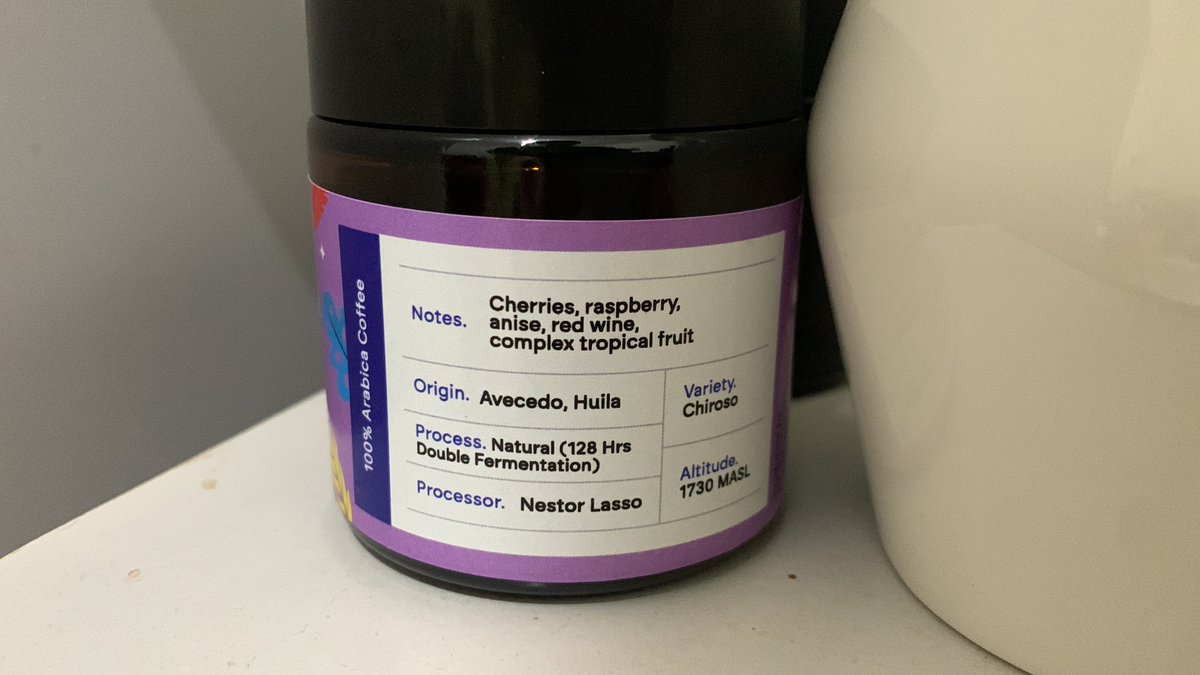 100% Arabica Coffee
Notes. Cherries, raspberry,
anise, red wine,
complex tropical fruit
Origin. Avecedo, Huila
Process. Natural (128 Hrs
Double Fermentation)
Processor. Nestor Lasso
Variety.
Chiroso
Altitude.
1730 MASL